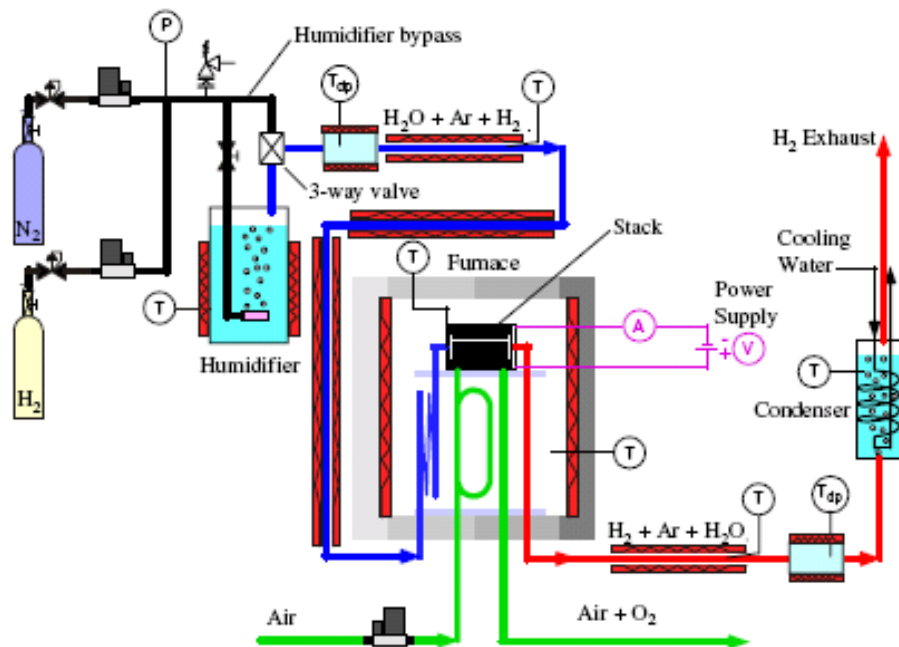 P
Humidifier bypass
Tdp
T
H₂O + Ar + H₂
H₂ Exhaust
3-way valve
N₂
Stack
Cooling
Water
T
Furnace
Power
Supply
A
V
T
Humidifier
T
Condenser
H₂
T
T
Tdp
H₂ + Ar + H₂O
Air
Air + O₂